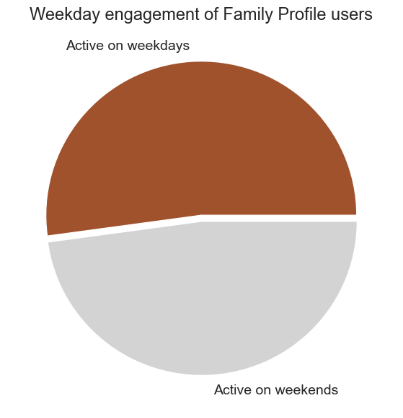 Weekday engagement of Family Profile users
Active on weekdays
Active on weekends